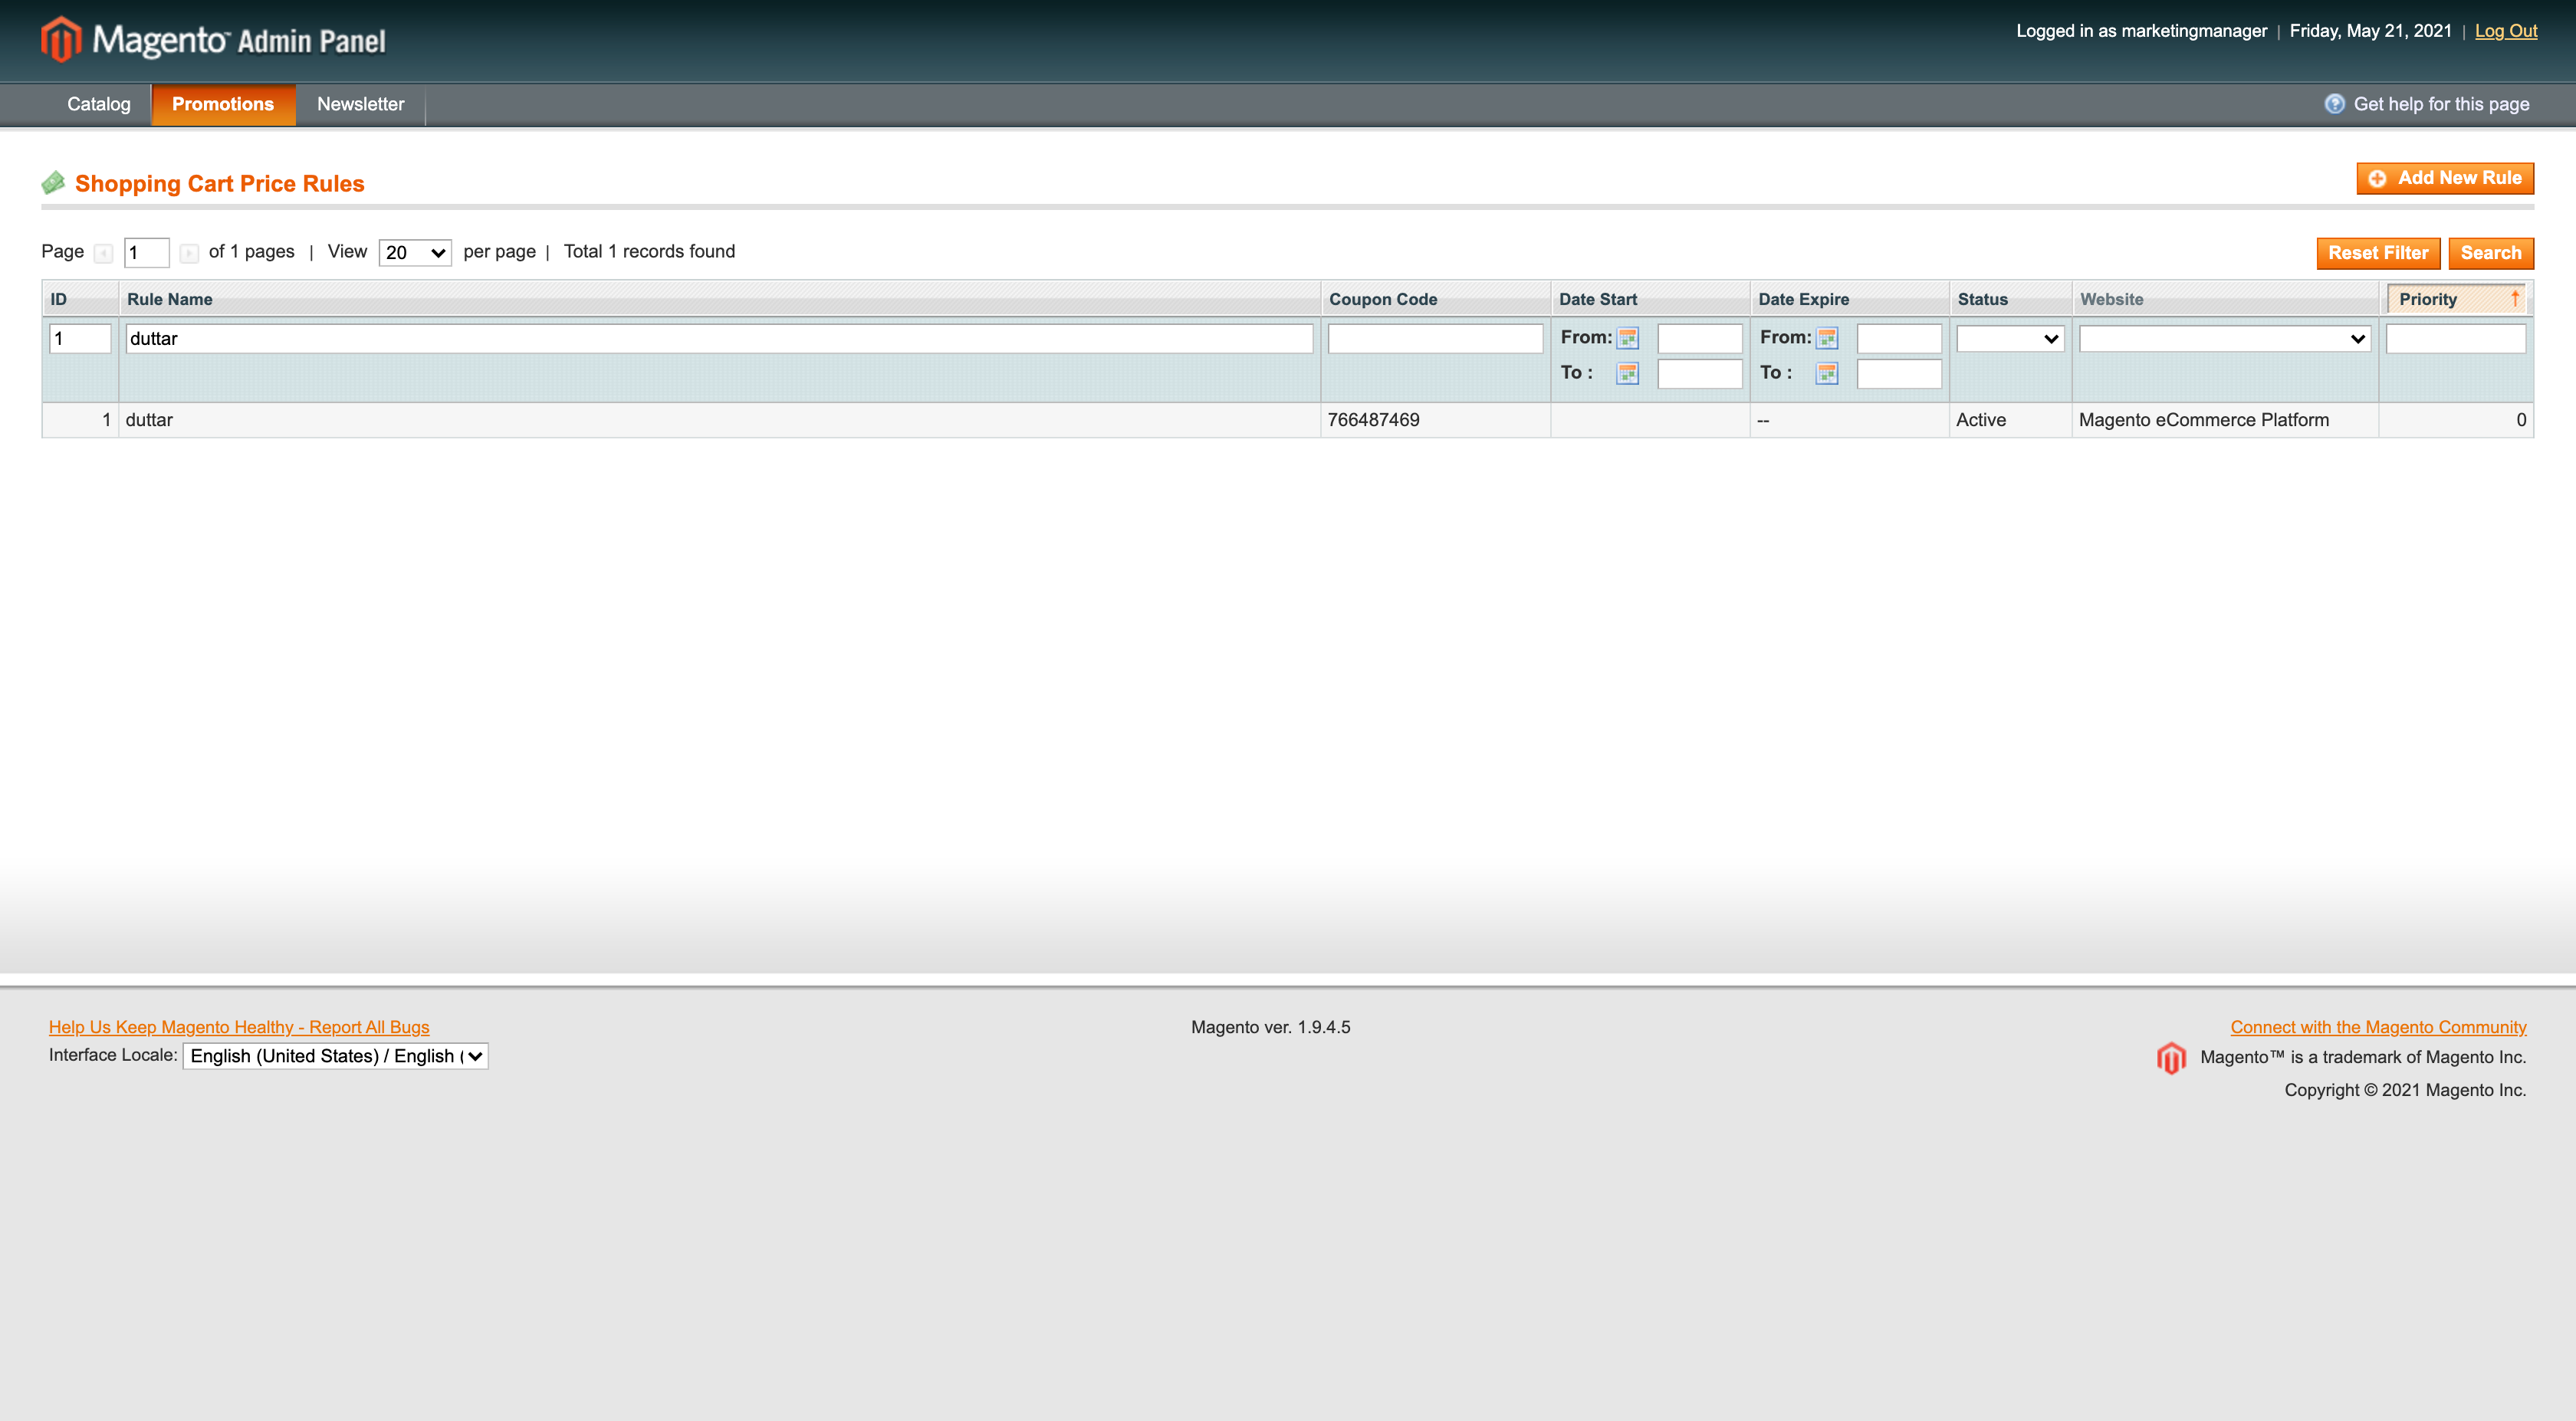 Magento™ Admin Panel
Logged in as marketingmanager | Friday, May 21, 2021 | Log Out
Catalog Promotions Newsletter Get help for this page
Shopping Cart Price Rules Add New Rule
Page 1 of 1 pages | View 20 per page | Total 1 records found Reset Filter Search
ID Rule Name Coupon Code Date Start Date Expire Status Website Priority
1 duttar From: From:
To : To :
1 duttar 766487469 -- Active Magento eCommerce Platform 0
Help Us Keep Magento Healthy - Report All Bugs Magento ver. 1.9.4.5 Connect with the Magento Community
Interface Locale: English (United States) / English ( Magento™ is a trademark of Magento Inc.
Copyright © 2021 Magento Inc.